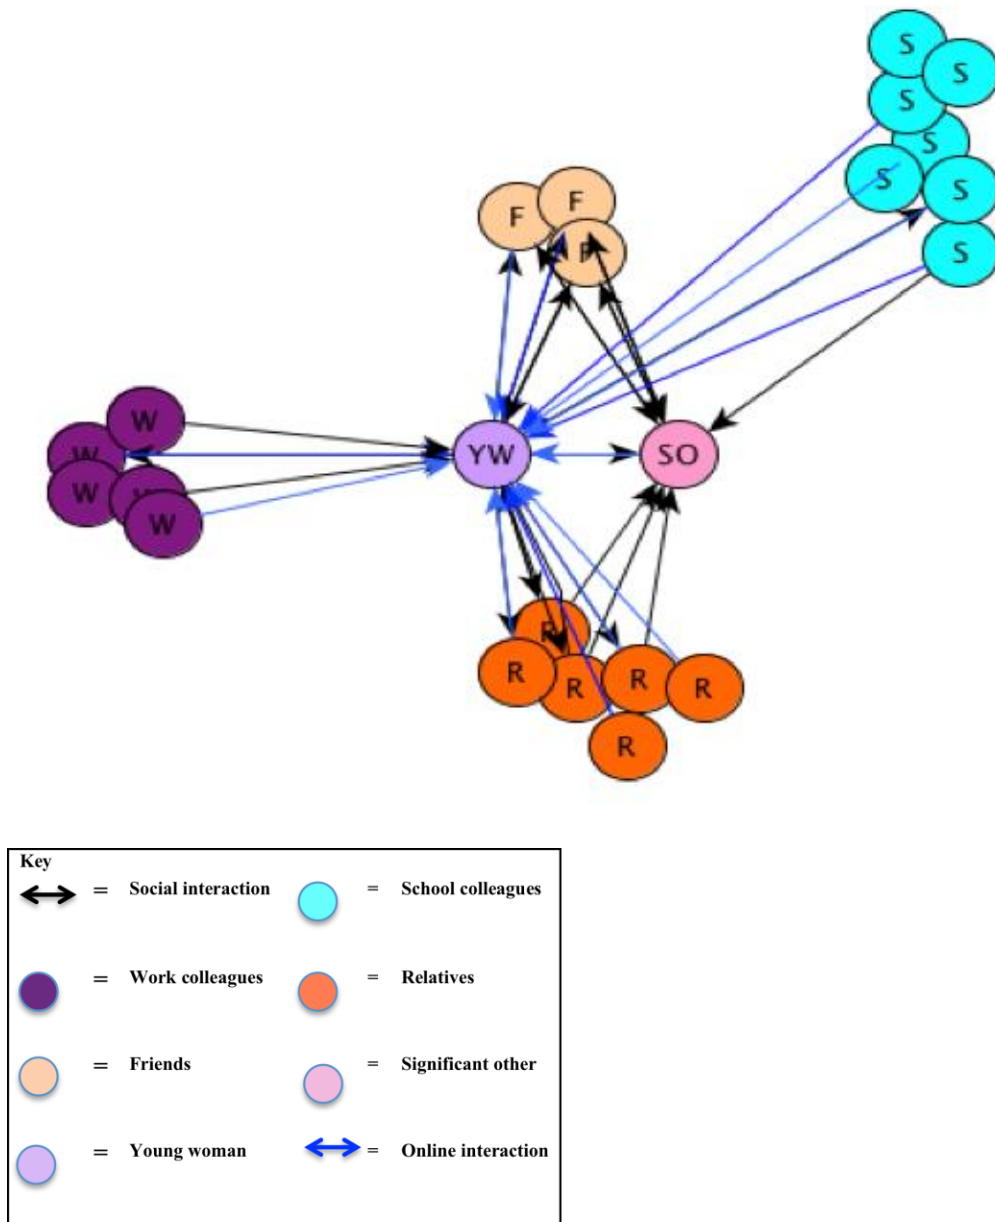 S
S
S
S
S
S
S
F
F
F
W
W
W
W
W
YW
SO
R
R
R
R
R
R
Key
= Social interaction = School colleagues
= Work colleagues = Relatives
= Friends = Significant other
= Young woman = Online interaction